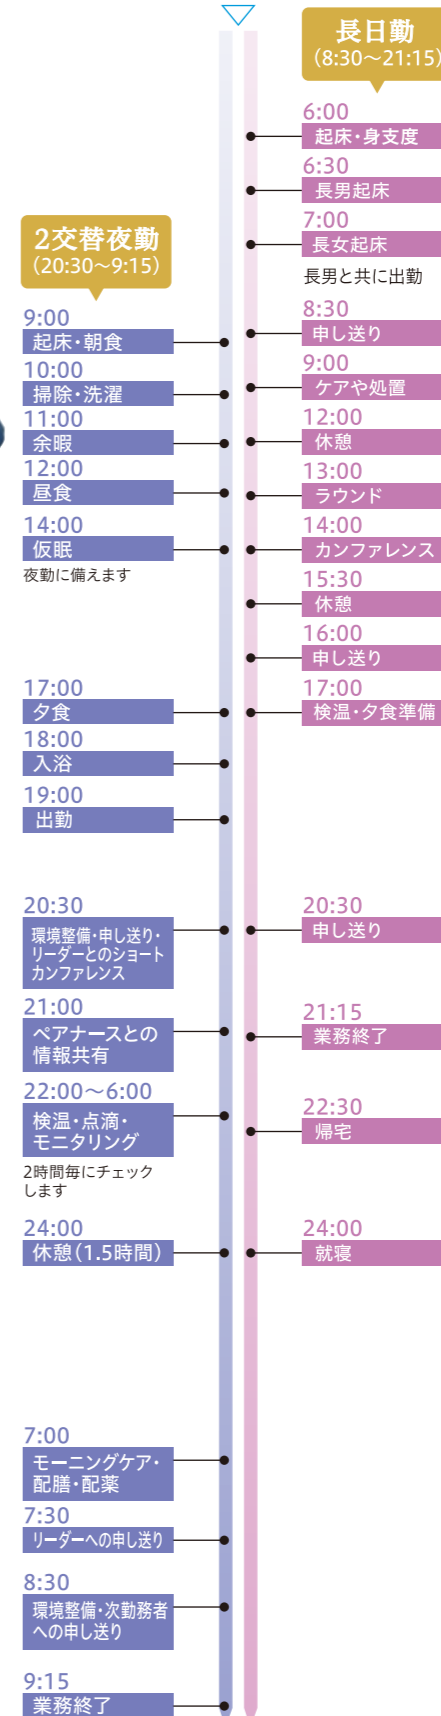 長日勤
(8:30〜21:15)
6:00
起床・身支度
6:30
長男起床
7:00
長女起床
長男と共に出勤
8:30
申し送り
9:00
ケアや処置
12:00
休憩
13:00
ラウンド
14:00
カンファレンス
15:30
休憩
16:00
申し送り
17:00
検温・夕食準備
20:30
申し送り
21:15
業務終了
22:30
帰宅
24:00
就寝
2交替夜勤
(20:30〜9:15)
9:00
起床・朝食
10:00
掃除・洗濯
11:00
余暇
12:00
昼食
14:00
仮眠
夜勤に備えます
17:00
夕食
18:00
入浴
19:00
出勤
20:30
環境整備・申し送り・
リーダーとのショート
カンファレンス
21:00
ペアナースとの
情報共有
22:00〜6:00
検温・点滴・
モニタリング
2時間毎にチェック
します
24:00
休憩(1.5時間)
7:00
モーニングケア・
配膳・配薬
7:30
リーダーへの申し送り
8:30
環境整備・次勤務者
への申し送り
9:15
業務終了